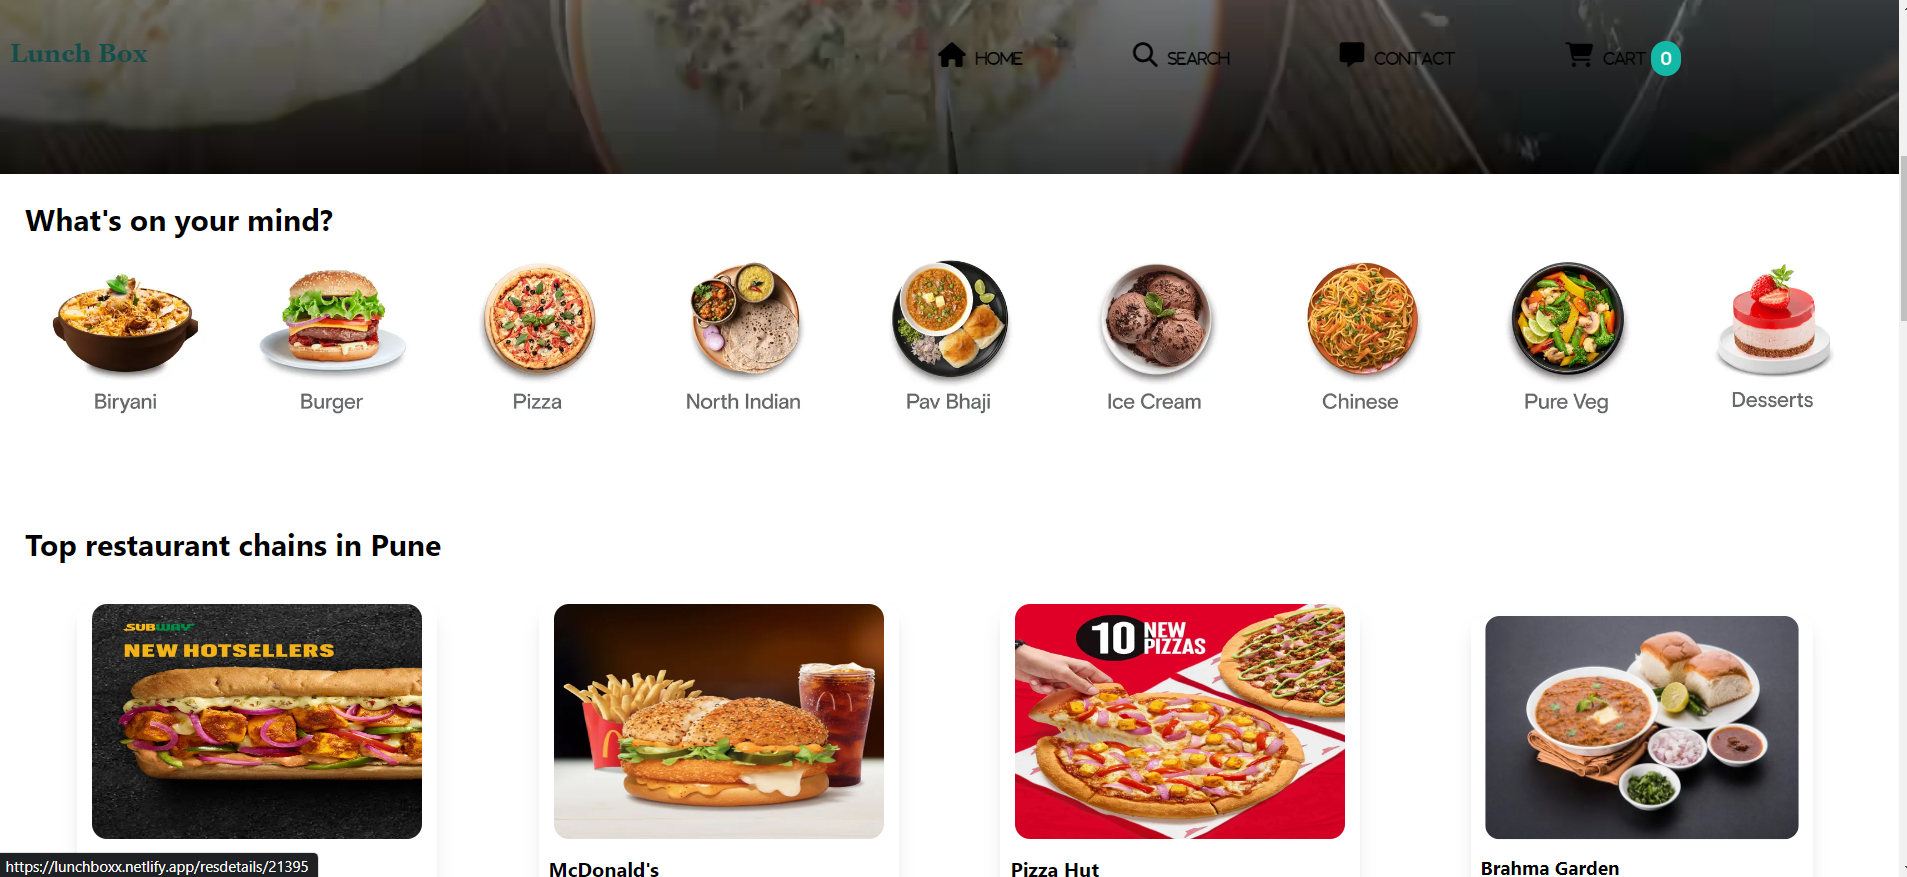 Lunch Box
HOME
SEARCH
CONTACT
CART 0
What's on your mind?
Biryani
Burger
Pizza
North Indian
Pav Bhaji
Ice Cream
Chinese
Pure Veg
Desserts
Top restaurant chains in Pune
SUBWAY
NEW HOTSELLERS
10 NEW
PIZZAS
McDonald's
Pizza Hut
Brahma Garden
https://lunchboxx.netlify.app/resdetails/21395